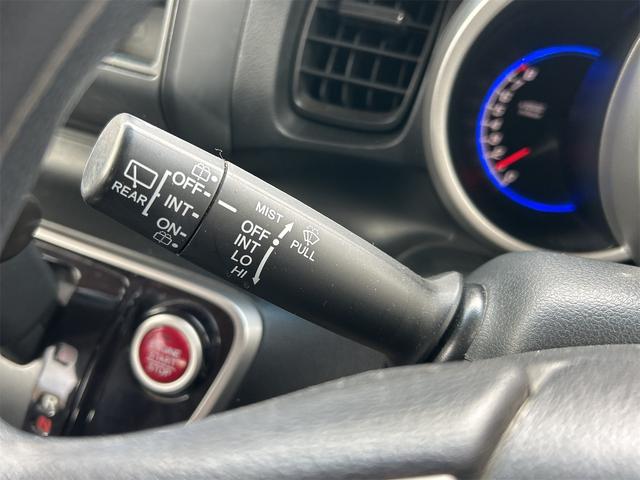 REAR
OFF
INT
ON
MIST
OFF
INT
LO
HI
PULL
ENGINE
START
STOP
R
N